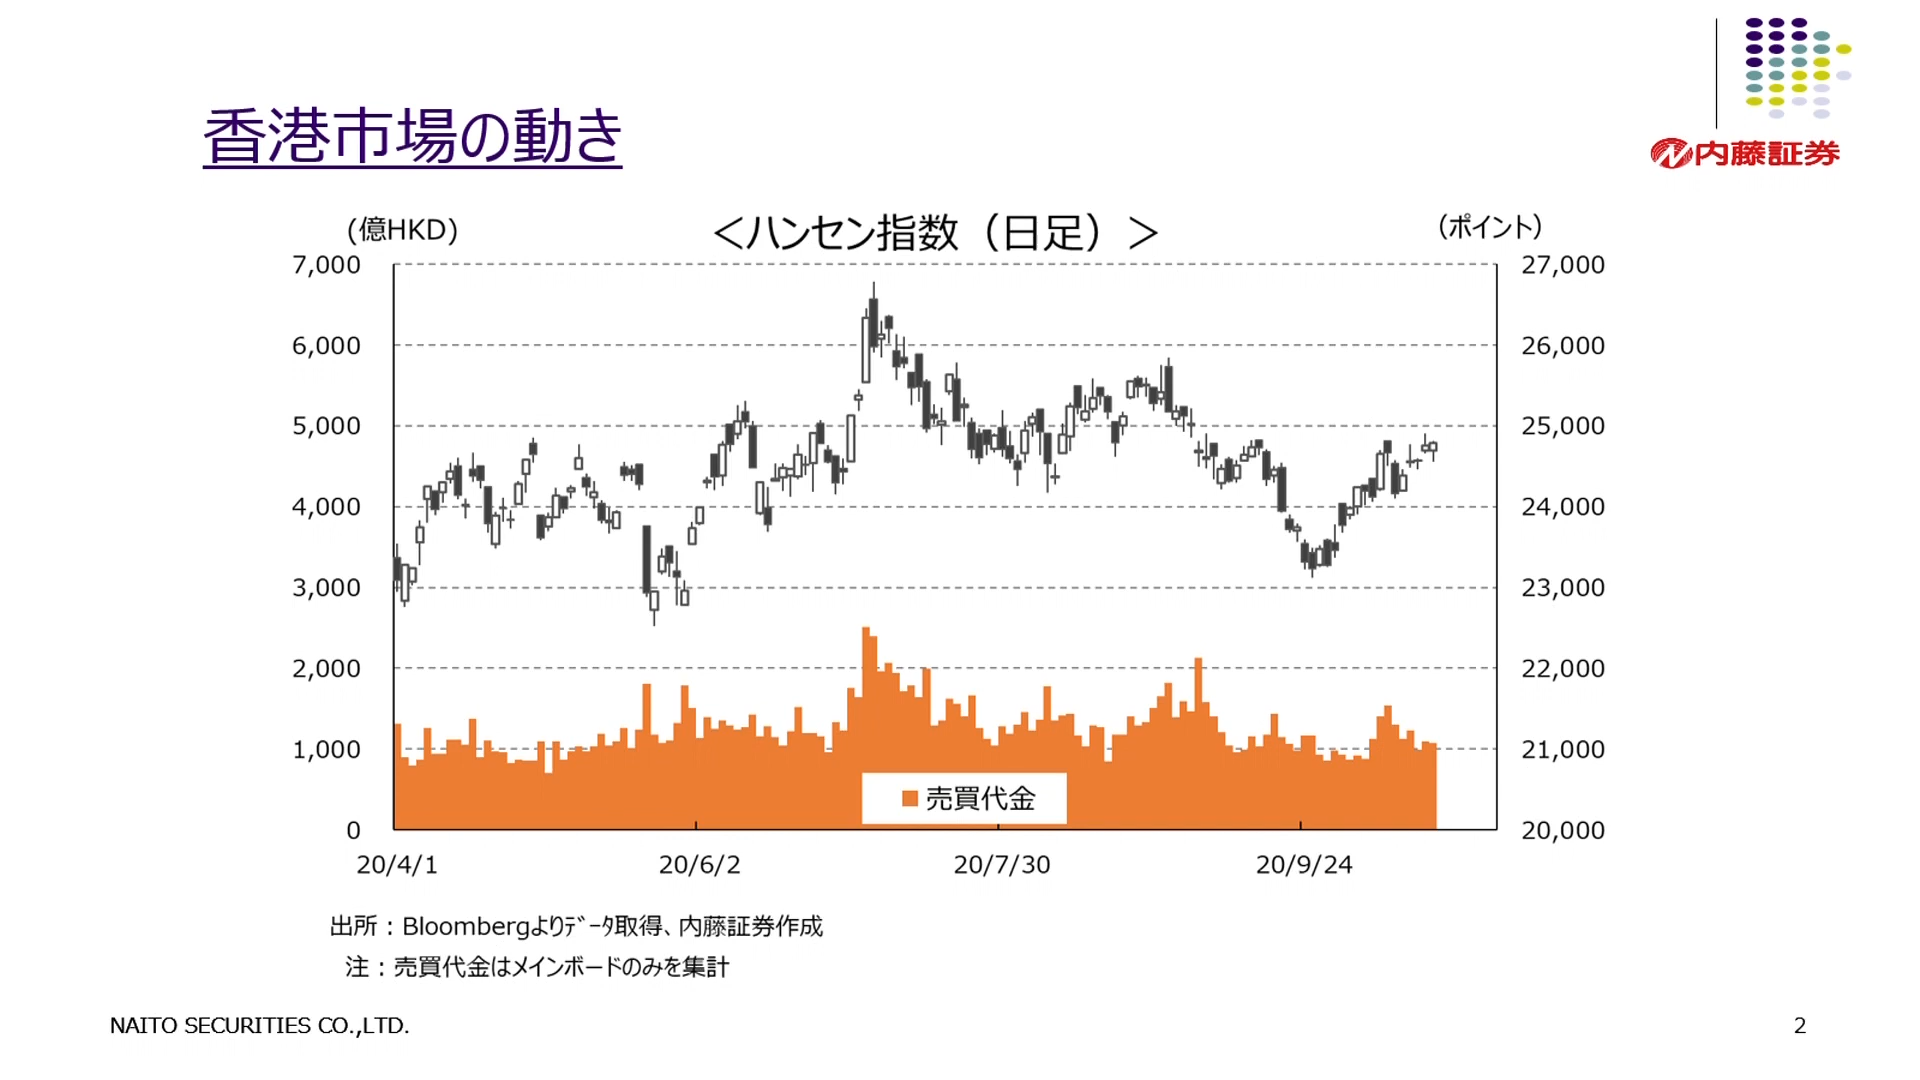 内藤証券
香港市場の動き
(億HKD)
＜ハンセン指数（日足）＞
（ポイント）
7,000
27,000
6,000
26,000
5,000
25,000
4,000
24,000
3,000
23,000
2,000
22,000
1,000
21,000
売買代金
0
20,000
20/4/1
20/6/2
20/7/30
20/9/24
出所：Bloombergよりﾃﾞｰﾀ取得、内藤証券作成
注：売買代金はメインボードのみを集計
NAITO SECURITIES CO.,LTD.
2